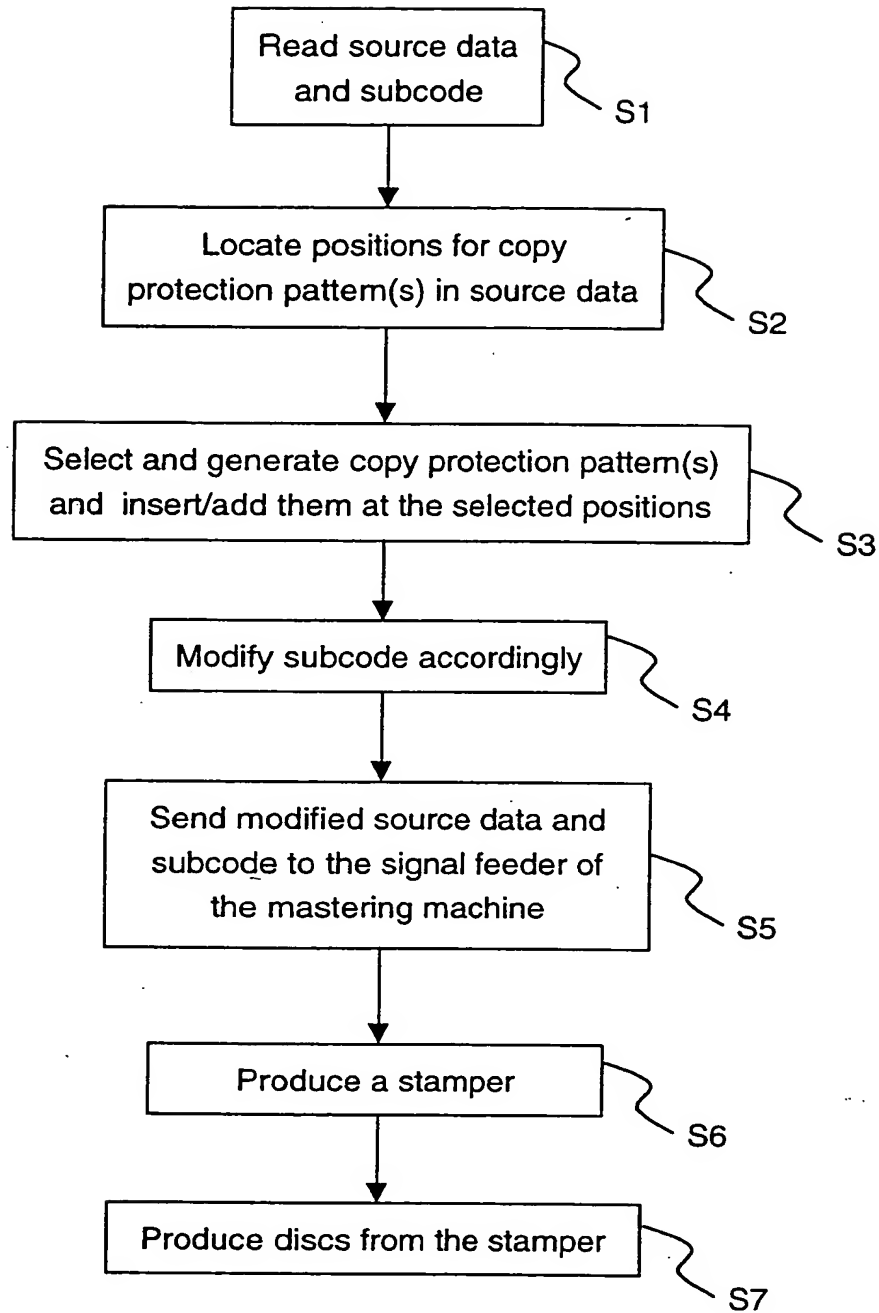 Read source data
and subcode
S1
Locate positions for copy
protection pattern(s) in source data
S2
Select and generate copy protection pattern(s)
and insert/add them at the selected positions
S3
Modify subcode accordingly
S4
Send modified source data and
subcode to the signal feeder of
the mastering machine
S5
Produce a stamper
S6
Produce discs from the stamper
S7